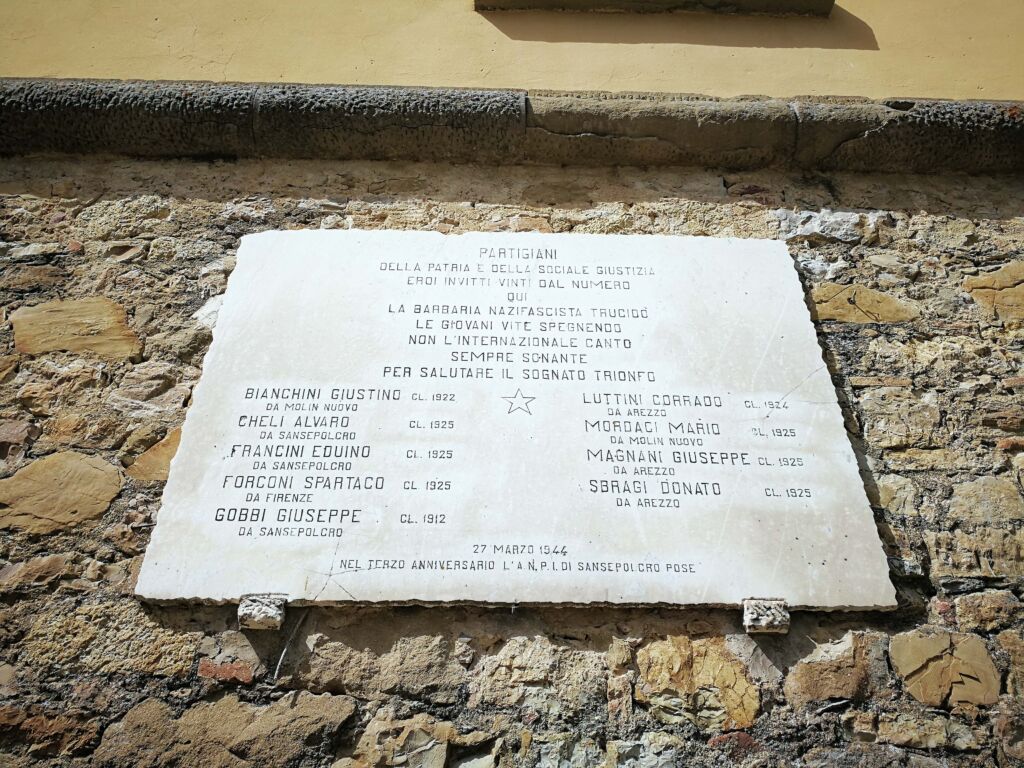 PARTIGIANI
DELLA PATRIA E DELLA SOCIALE GIUSTIZIA
EROI INVITTI VINTI DAL NUMERO
QUI
LA BARBARIA NAZIFASCISTA TRUCIDÒ
LE GIOVANI VITE SPEGNENDO
NON L'INTERNAZIONALE CANTO
SEMPRE SONANTE
PER SALUTARE IL SOGNATO TRIONFO
BIANCHINI GIUSTINO CL. 1922
DA MOLIN NUOVO
CHELI ALVARO CL. 1925
DA SANSEPOLCRO
FRANCINI EDUINO CL. 1925
DA SANSEPOLCRO
FORCONI SPARTACO CL. 1925
DA FIRENZE
GOBBI GIUSEPPE CL. 1912
DA SANSEPOLCRO
LUTTINI CORRADO CL. 1924
DA AREZZO
MORDACI MARIO CL. 1925
DA MOLIN NUOVO
MAGNANI GIUSEPPE CL. 1925
DA AREZZO
SBRAGI DONATO CL. 1925
DA AREZZO
27 MARZO 1944
NEL TERZO ANNIVERSARIO L'A.N.P.I. DI SANSEPOLCRO POSE